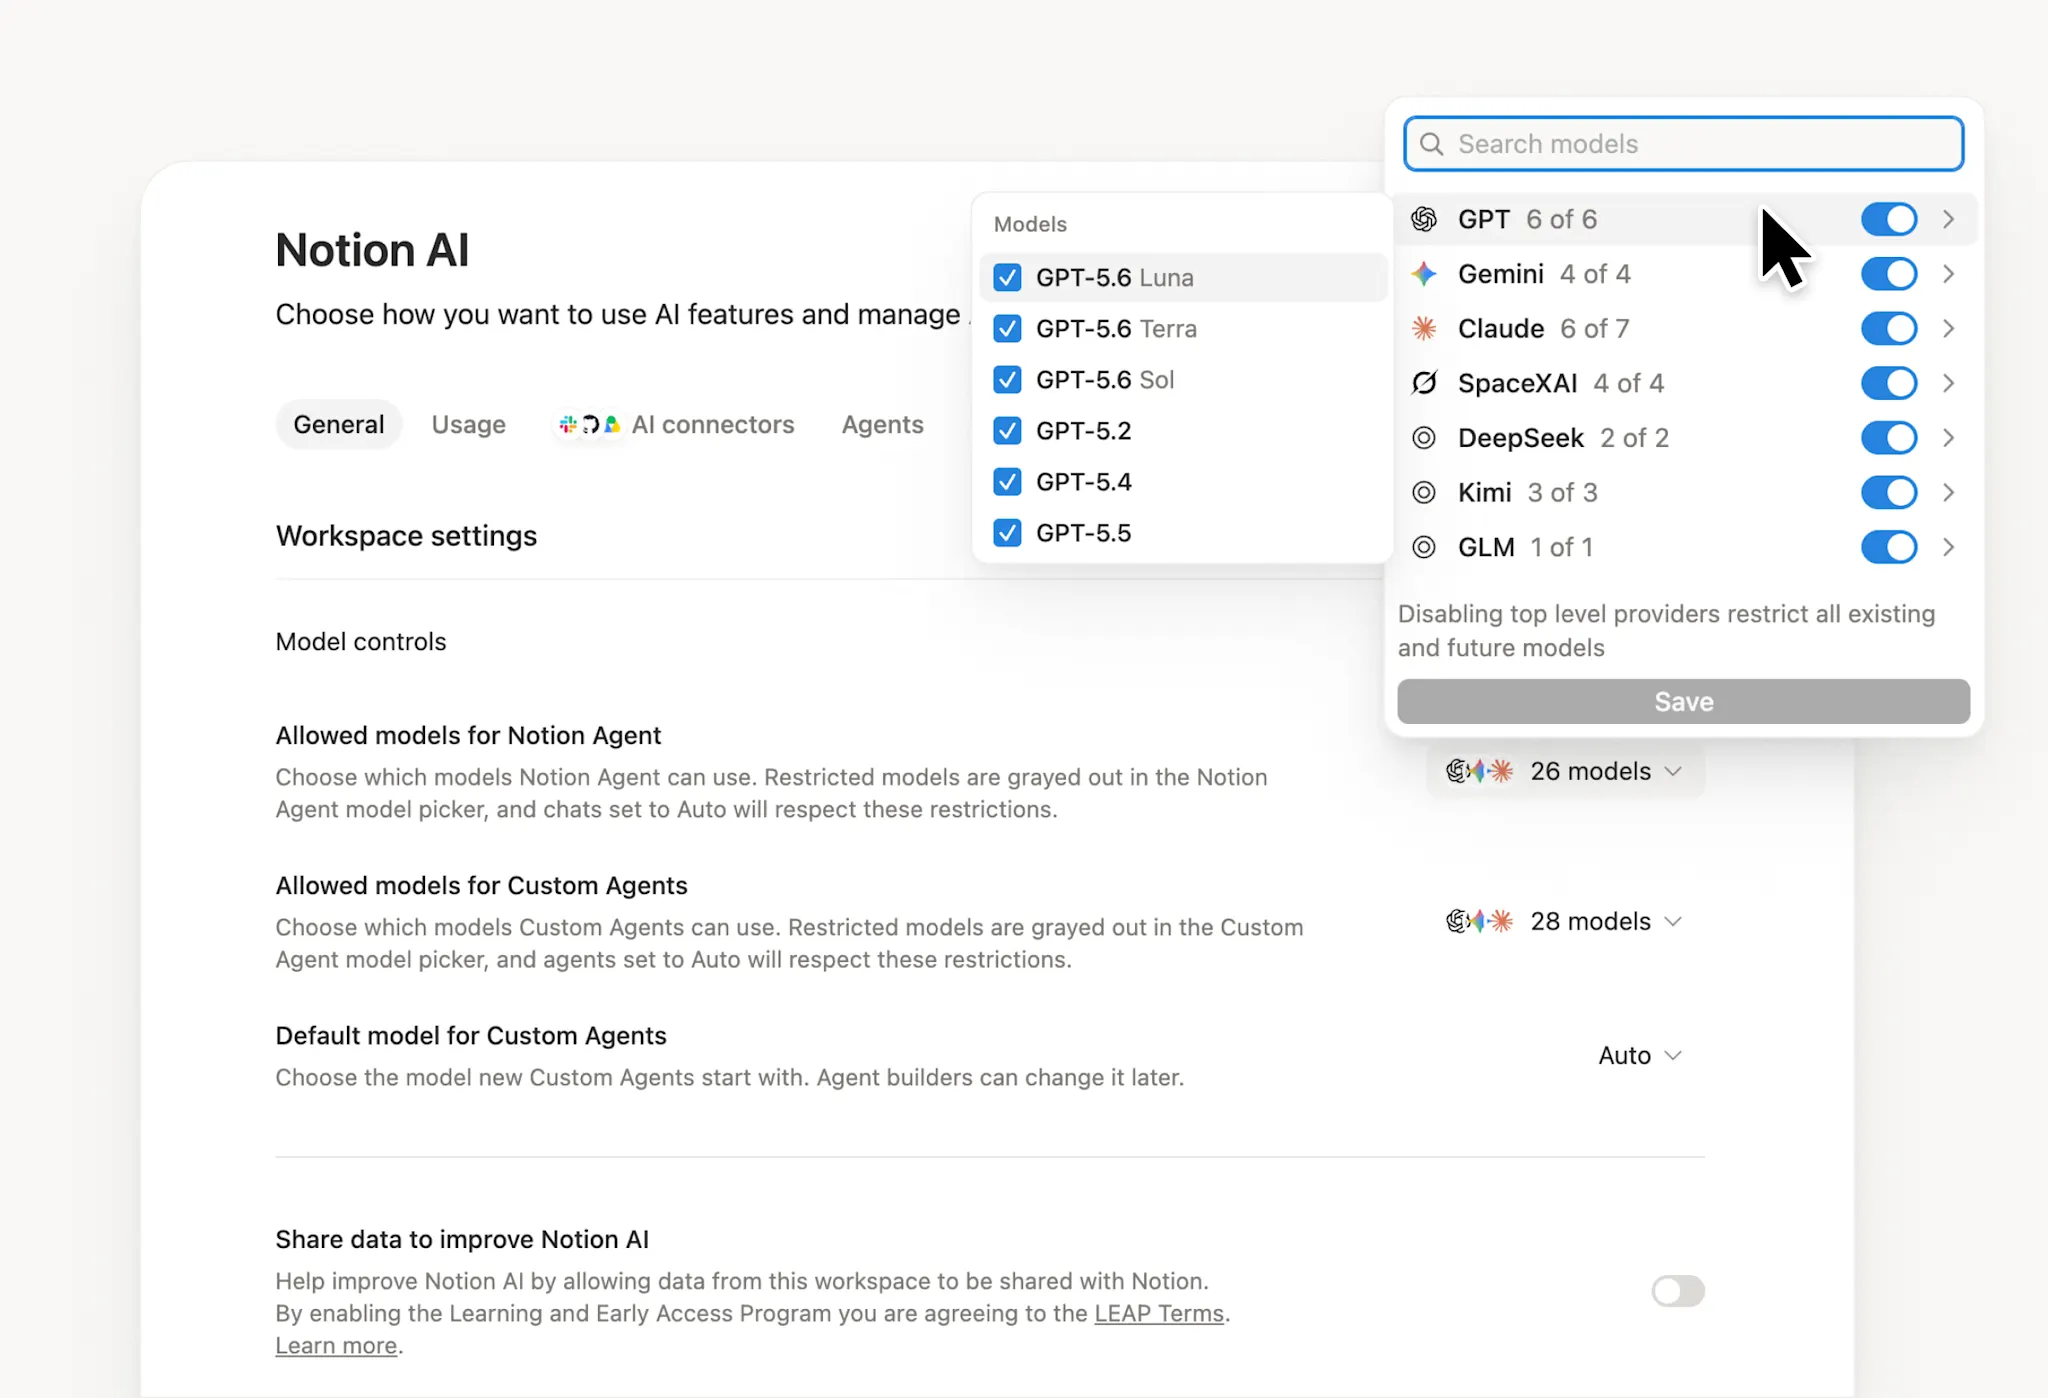 Search models
GPT 6 of 6
Gemini 4 of 4
Claude 6 of 7
SpaceXAI 4 of 4
DeepSeek 2 of 2
Kimi 3 of 3
GLM 1 of 1
Disabling top level providers restrict all existing
and future models
Save
Models
GPT-5.6 Luna
GPT-5.6 Terra
GPT-5.6 Sol
GPT-5.2
GPT-5.4
GPT-5.5
Notion AI
Choose how you want to use AI features and manage
General
Usage
AI connectors
Agents
Workspace settings
Model controls
Allowed models for Notion Agent
Choose which models Notion Agent can use. Restricted models are grayed out in the Notion
Agent model picker, and chats set to Auto will respect these restrictions.
26 models
Allowed models for Custom Agents
Choose which models Custom Agents can use. Restricted models are grayed out in the Custom
Agent model picker, and agents set to Auto will respect these restrictions.
28 models
Default model for Custom Agents
Choose the model new Custom Agents start with. Agent builders can change it later.
Auto
Share data to improve Notion AI
Help improve Notion AI by allowing data from this workspace to be shared with Notion.
By enabling the Learning and Early Access Program you are agreeing to the LEAP Terms.
Learn more.